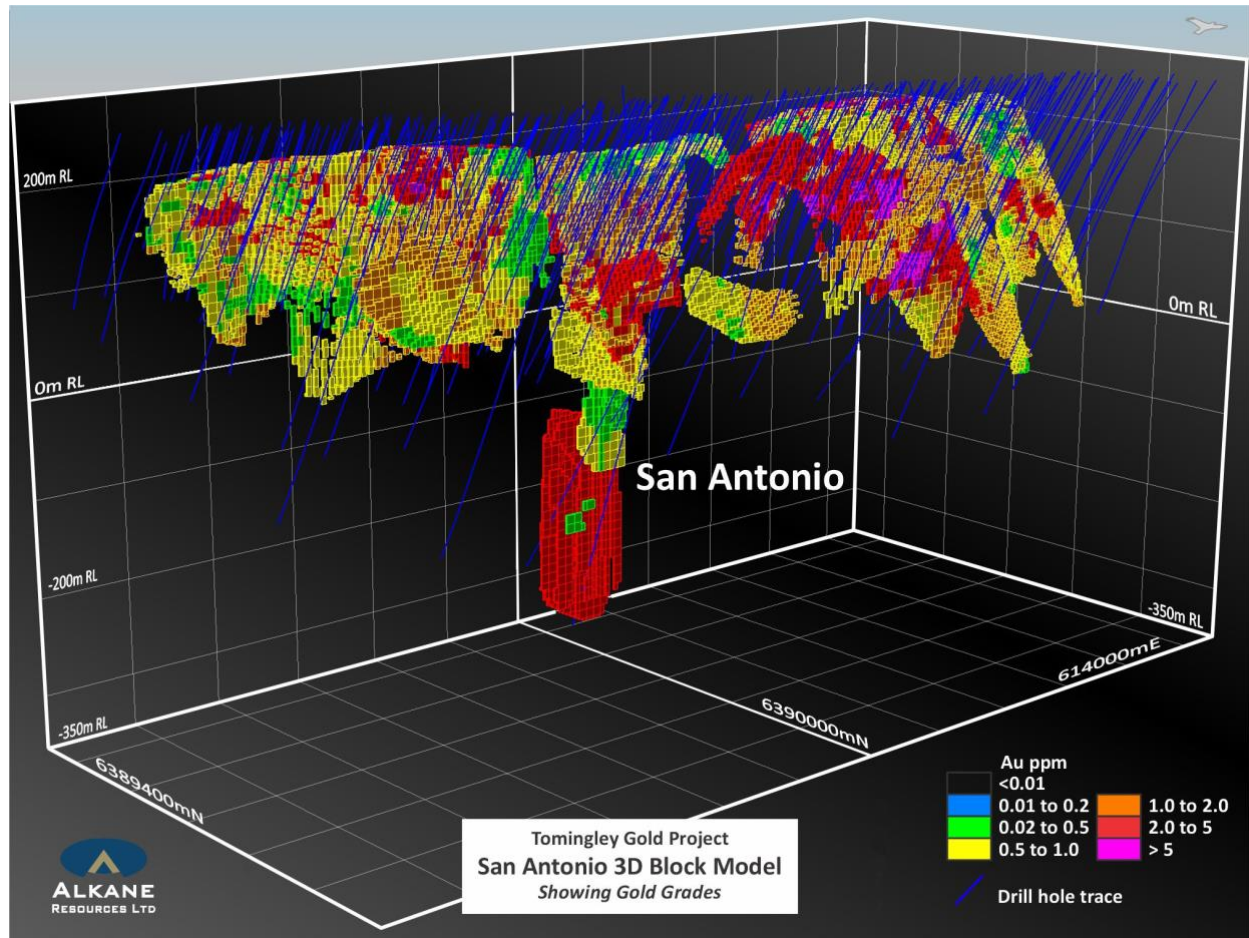 200m RL
0m RL
-200m RL
-350m RL
0m RL
-350m RL
San Antonio
614000mE
6390000mN
6389400mN
Au ppm
<0.01
0.01 to 0.2
0.02 to 0.5
0.5 to 1.0
1.0 to 2.0
2.0 to 5
> 5
Drill hole trace
Tomingley Gold Project
San Antonio 3D Block Model
Showing Gold Grades
ALKANE
RESOURCES LTD